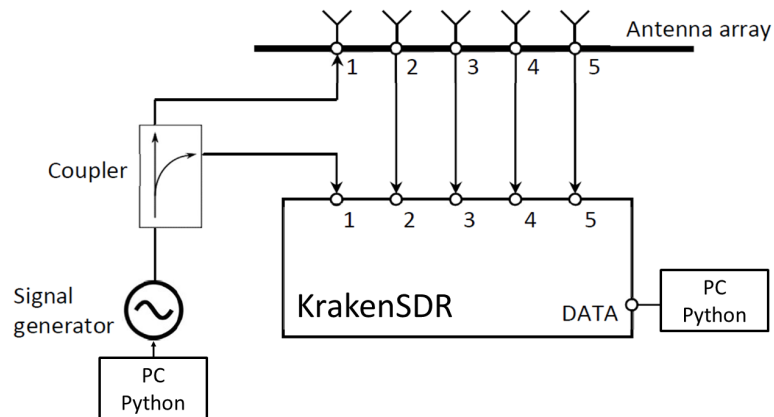 Antenna array
1 2 3 4 5
Coupler
1 2 3 4 5
Signal
generator
KrakenSDR
DATA
PC
Python
PC
Python